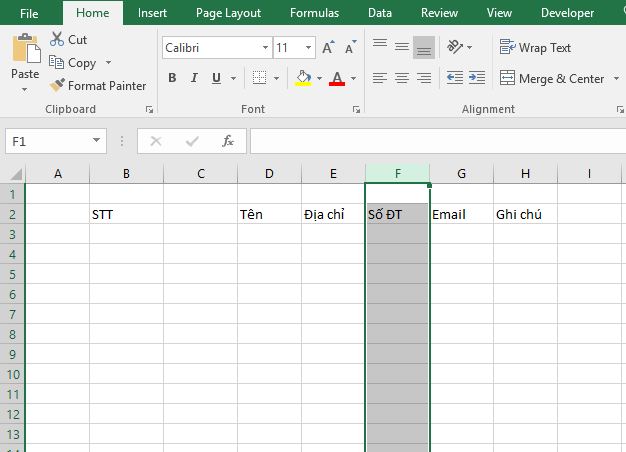 File Home Insert Page Layout Formulas Data Review View Developer
Paste Cut Calibri 11 A A Wrap Text
Copy
Format Painter B I U A Merge & Center
Clipboard Font Alignment
F1 fx
A B C D E F G H I
1
2 STT Tên Địa chỉ Số ĐT Email Ghi chú
3
4
5
6
7
8
9
10
11
12
13